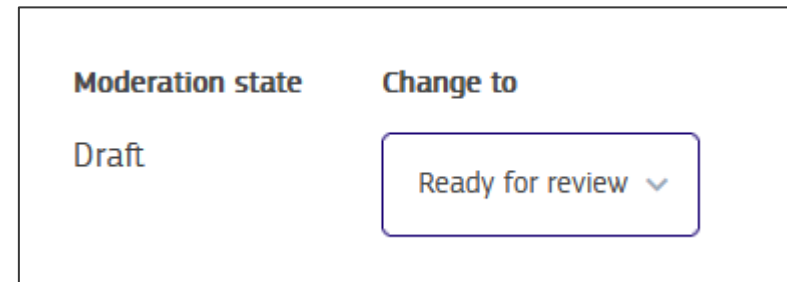 Moderation state
Change to
Draft
Ready for review